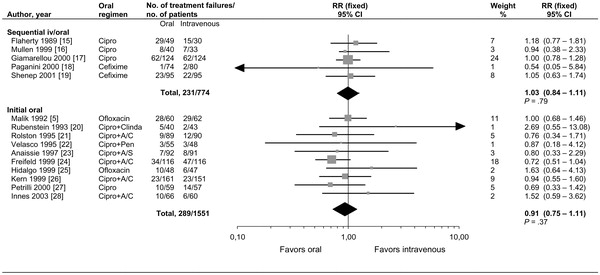 Author, year Oral regimen No. of treatment failures/ no. of patients RR (fixed) 95% CI Weight % RR (fixed) 95% CI
Oral Intravenous
Sequential iv/oral
Flaherty 1989 [15] Cipro 29/49 15/30 7 1.18 (0.77 – 1.81)
Mullen 1999 [16] Cipro 8/40 7/33 3 0.94 (0.38 – 2.33)
Giamarellou 2000 [17] Cipro 62/124 62/124 24 1.00 (0.78 – 1.28)
Paganini 2000 [18] Cefixime 1/74 2/80 1 0.54 (0.05 – 5.84)
Shenep 2001 [19] Cefixime 23/95 22/95 8 1.05 (0.63 – 1.74)
Total, 231/774 1.03 (0.84 – 1.11)
P = .79
Initial oral
Malik 1992 [5] Ofloxacin 28/60 29/62 11 1.00 (0.68 – 1.46)
Rubenstein 1993 [20] Cipro+Clinda 5/40 2/43 1 2.69 (0.55 – 13.08)
Rolston 1995 [21] Cipro+A/C 9/89 12/90 5 0.76 (0.34 – 1.71)
Velasco 1995 [22] Cipro+Pen 3/55 3/48 1 0.87 (0.18 – 4.12)
Anaissie 1997 [23] Cipro+A/S 7/92 8/91 3 0.80 (0.33 – 2.29)
Freifeld 1999 [24] Cipro+A/C 34/116 47/116 18 0.72 (0.51 – 1.04)
Hidalgo 1999 [25] Ofloxacin 10/48 6/47 2 1.63 (0.64 – 4.13)
Kern 1999 [26] Cipro+A/C 23/161 23/151 9 0.94 (0.55 – 1.60)
Petrilli 2000 [27] Cipro 10/59 14/57 5 0.69 (0.33 – 1.42)
Innes 2003 [28] Cipro+A/C 10/66 6/60 2 1.52 (0.59 – 3.62)
Total, 289/1551 0.91 (0.75 – 1.11)
P = .37
0,10 1,00 10,00
Favors oral Favors intravenous